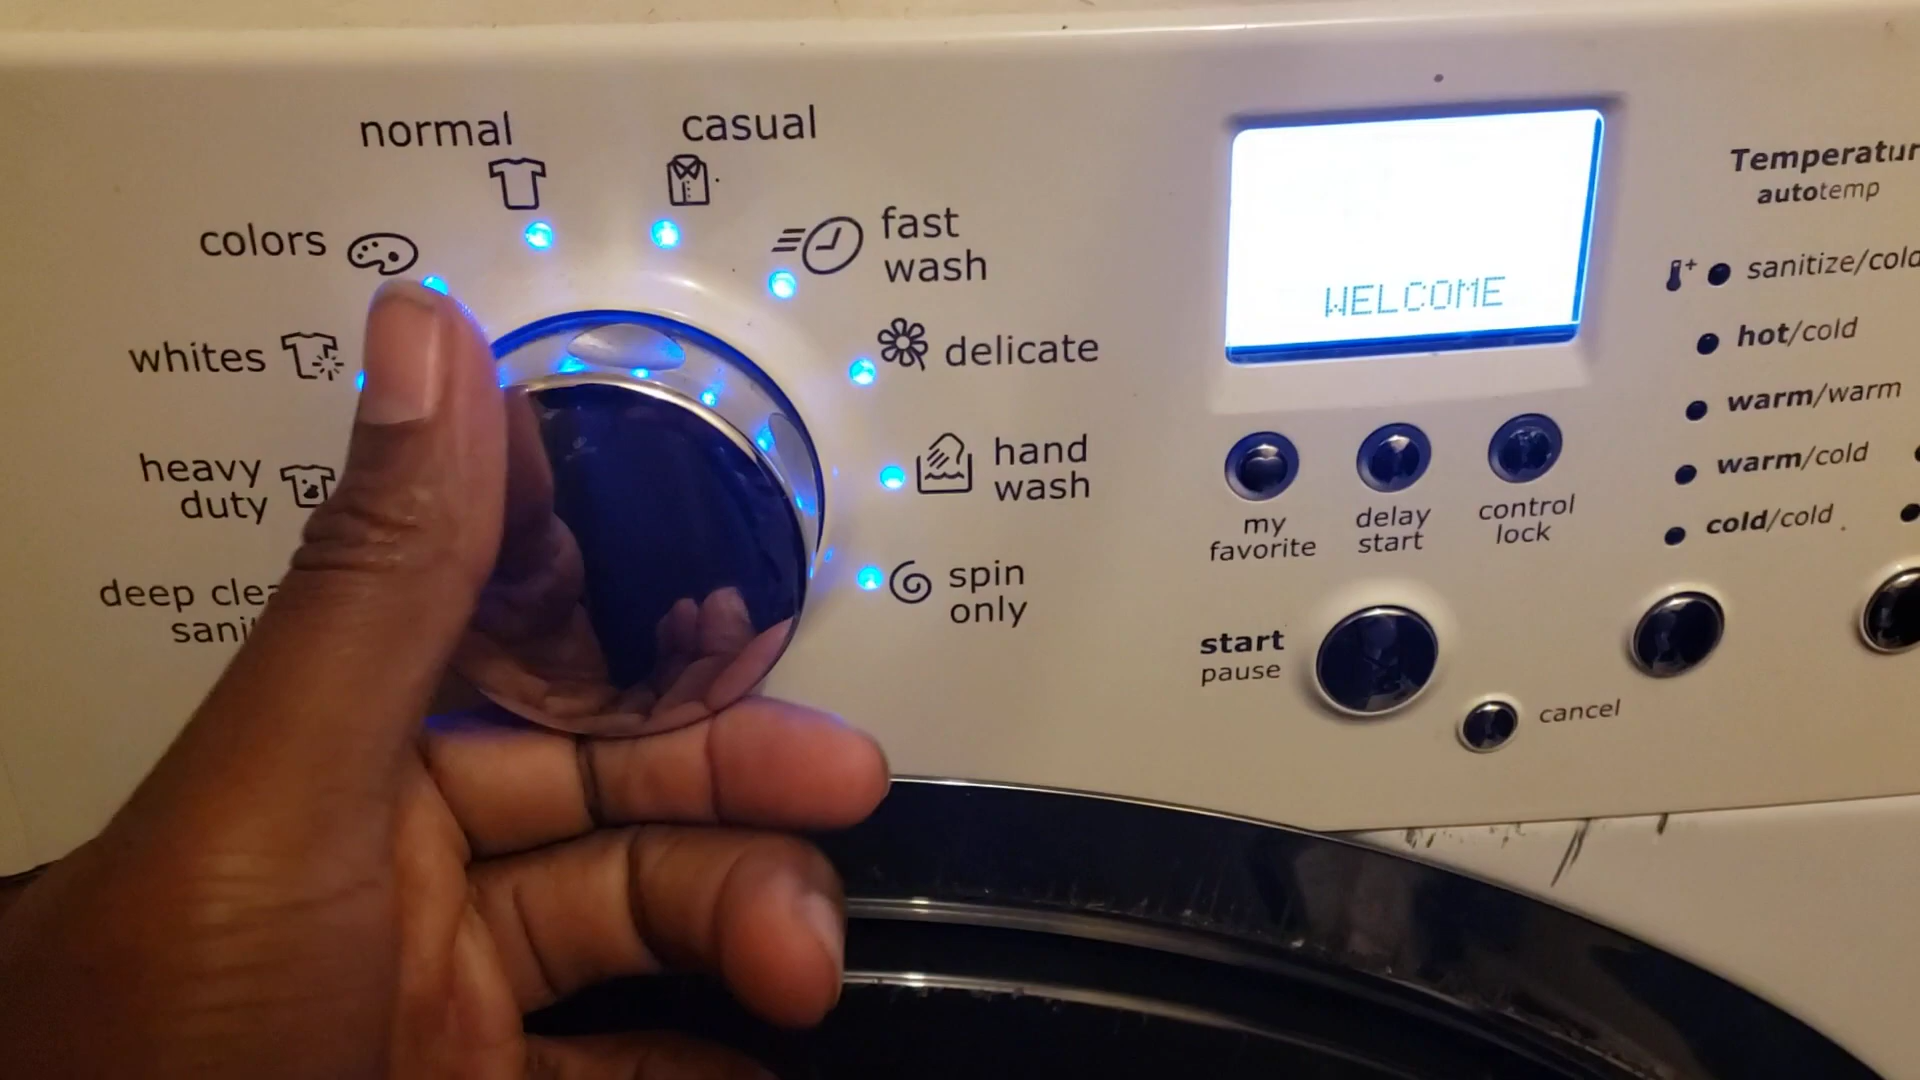 normal
casual
colors
fast
wash
whites
delicate
heavy
duty
hand
wash
deep
spin
only
WELCOME
my
favorite
delay
start
control
lock
start
pause
cancel
autotemp
sanitize/cold
hot/cold
warm/warm
warm/cold
cold/cold